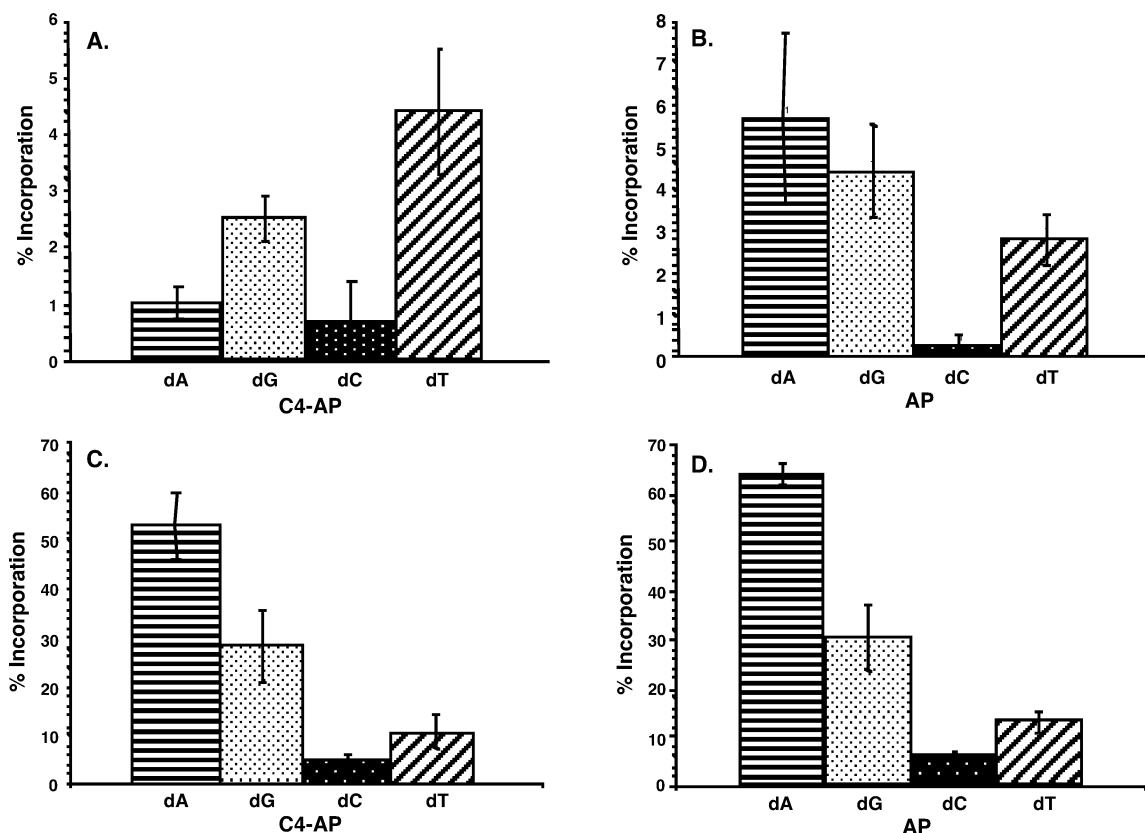 A.
% Incorporation
6
5
4
3
2
1
0
dA dG dC dT
C4-AP
B.
% Incorporation
8
7
6
5
4
3
2
1
0
dA dG dC dT
AP
C.
% Incorporation
70
60
50
40
30
20
10
0
dA dG dC dT
C4-AP
D.
% Incorporation
70
60
50
40
30
20
10
0
dA dG dC dT
AP